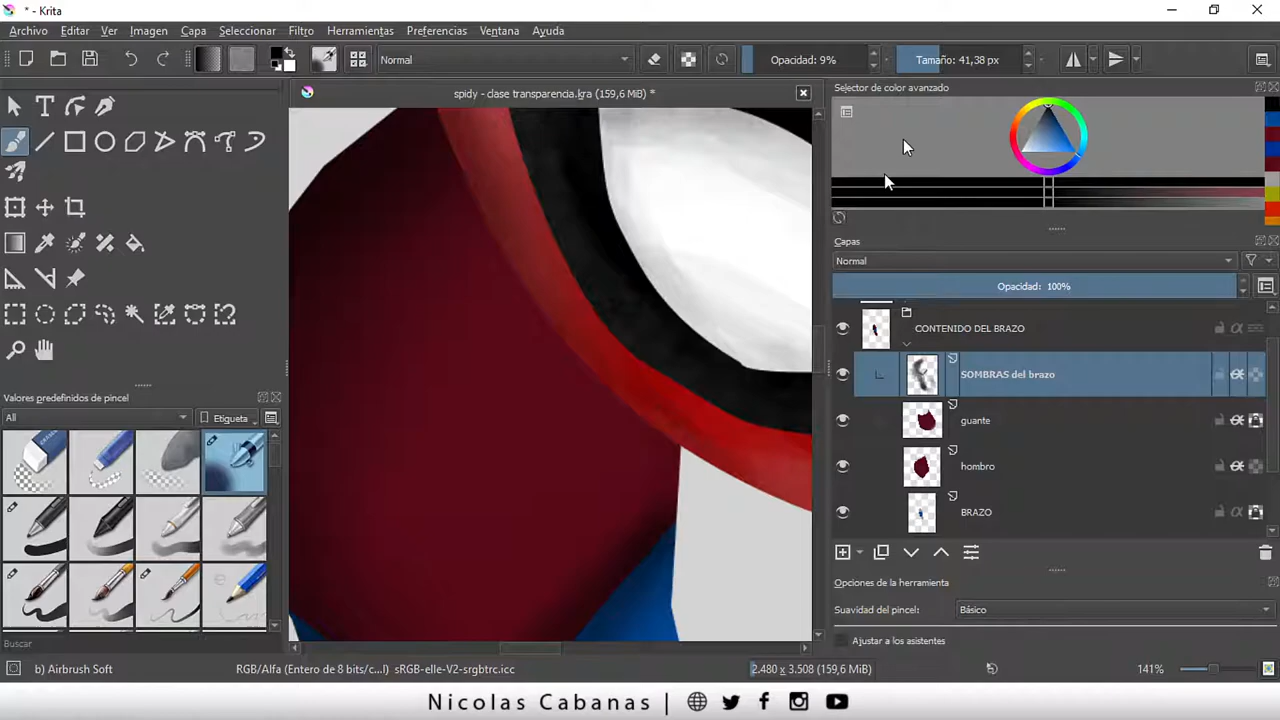 * - Krita
Archivo Editar Ver Imagen Capa Seleccionar Filtro Herramientas Preferencias Ventana Ayuda
Normal Opacidad: 9% Tamaño: 41,38 px
spidy - clase transparencia.kra (159,6 MiB) *
Selector de color avanzado
Capas
Normal
Opacidad: 100%
CONTENIDO DEL BRAZO
SOMBRAS del brazo
guante
hombro
BRAZO
Valores predefinidos de pincel
All Etiqueta
Buscar
Opciones de la herramienta
Suavidad del pincel: Básico
Ajustar a los asistentes
b) Airbrush Soft RGB/Alfa (Entero de 8 bits/c...l) sRGB-elle-V2-srgbtrc.icc 2.480 x 3.508 (159,6 MiB) 141%
Nicolas Cabanas |